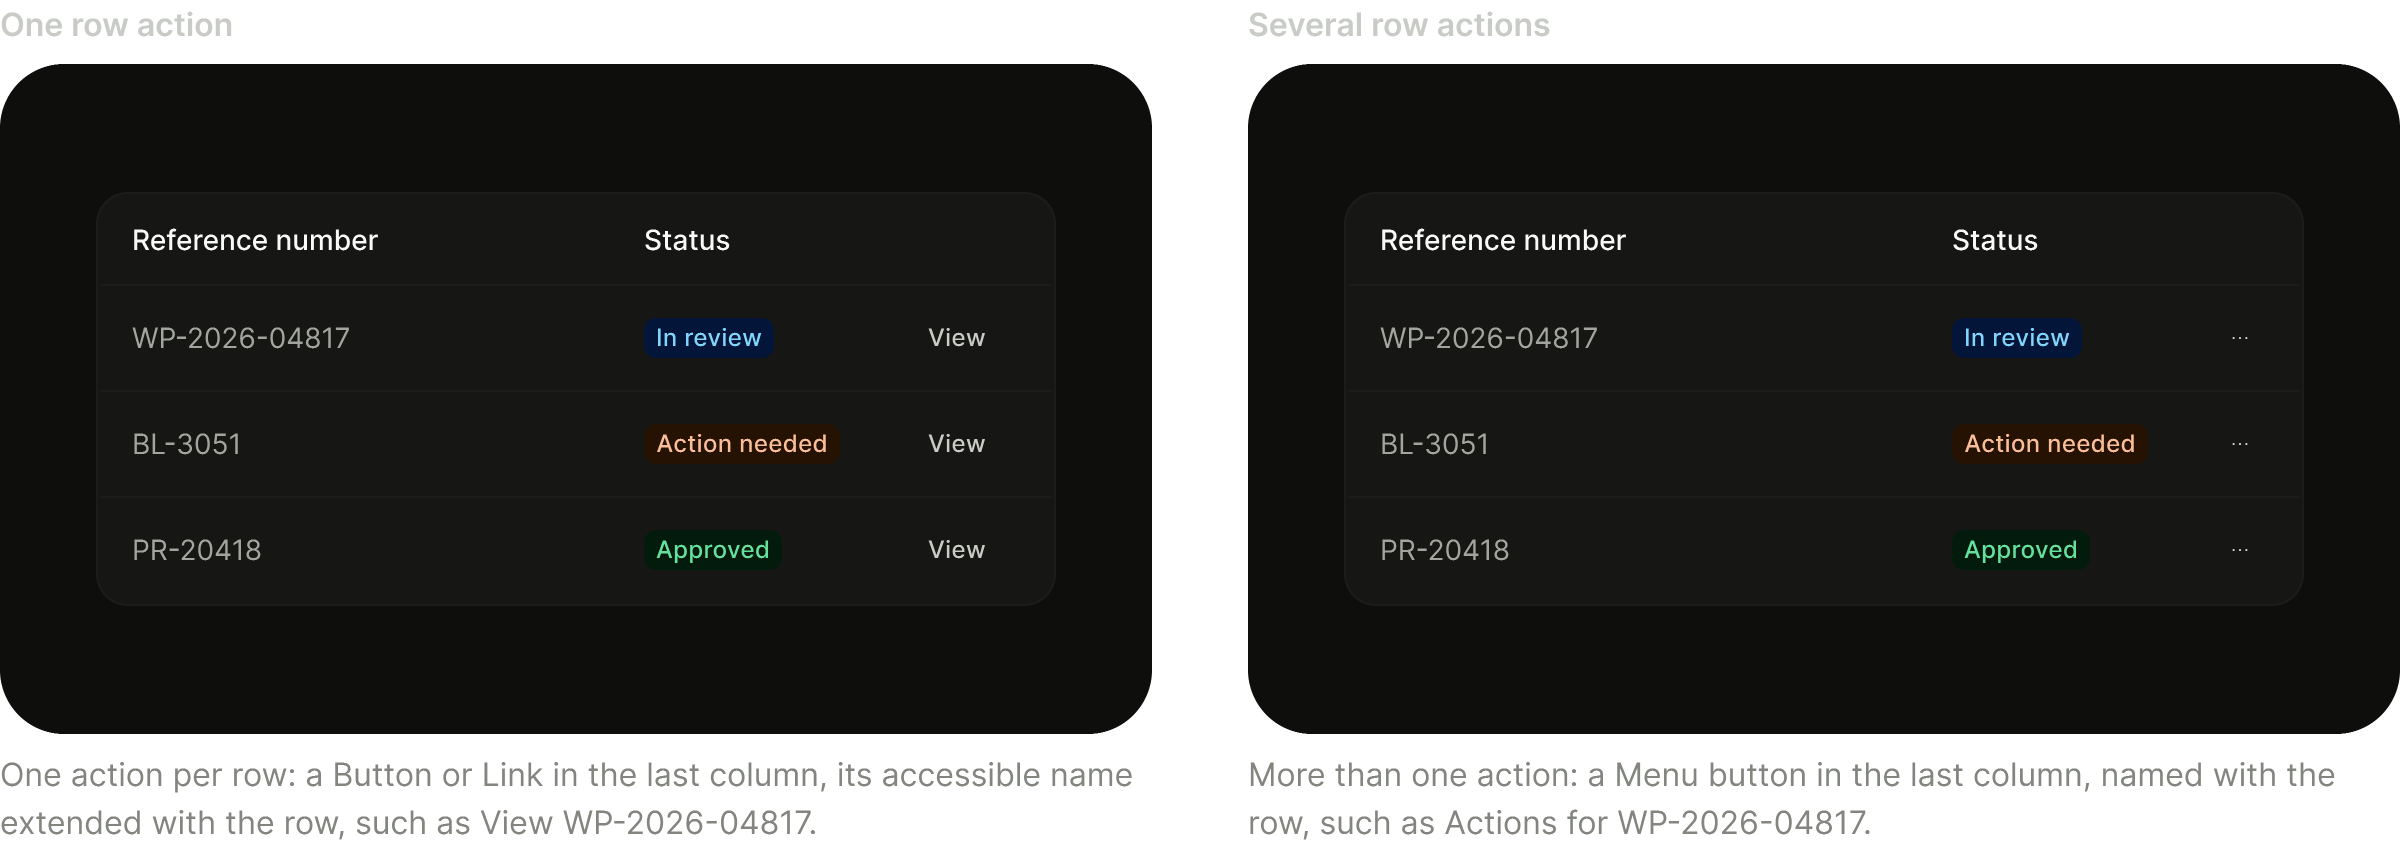 One row action
Reference number Status
WP-2026-04817 In review View
BL-3051 Action needed View
PR-20418 Approved View
One action per row: a Button or Link in the last column, its accessible name
extended with the row, such as View WP-2026-04817.
Several row actions
Reference number Status
WP-2026-04817 In review ...
BL-3051 Action needed ...
PR-20418 Approved ...
More than one action: a Menu button in the last column, named with the
row, such as Actions for WP-2026-04817.